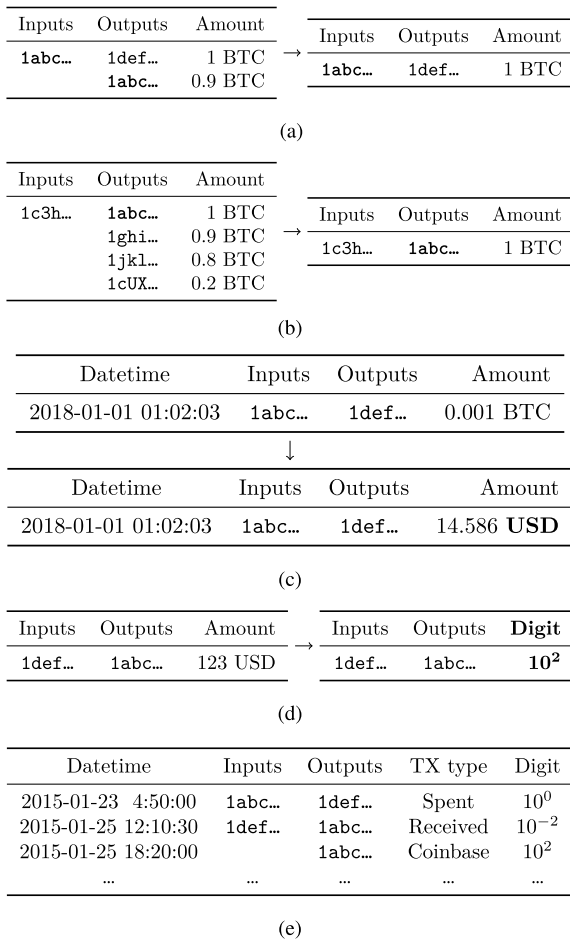 Inputs Outputs Amount
1abc… 1def… 1 BTC
1abc… 0.9 BTC
→
Inputs Outputs Amount
1abc… 1def… 1 BTC
(a)
Inputs Outputs Amount
1c3h… 1abc… 1 BTC
1ghi… 0.9 BTC
1jkl… 0.8 BTC
1cUX… 0.2 BTC
→
Inputs Outputs Amount
1c3h… 1abc… 1 BTC
(b)
Datetime Inputs Outputs Amount
2018-01-01 01:02:03 1abc… 1def… 0.001 BTC
↓
Datetime Inputs Outputs Amount
2018-01-01 01:02:03 1abc… 1def… 14.586 USD
(c)
Inputs Outputs Amount
1def… 1abc… 123 USD
→
Inputs Outputs Digit
1def… 1abc… 10²
(d)
Datetime Inputs Outputs TX type Digit
2015-01-23 4:50:00 1abc… 1def… Spent 10⁰
2015-01-25 12:10:30 1def… 1abc… Received 10⁻²
2015-01-25 18:20:00 1abc… Coinbase 10²
… … … … …
(e)